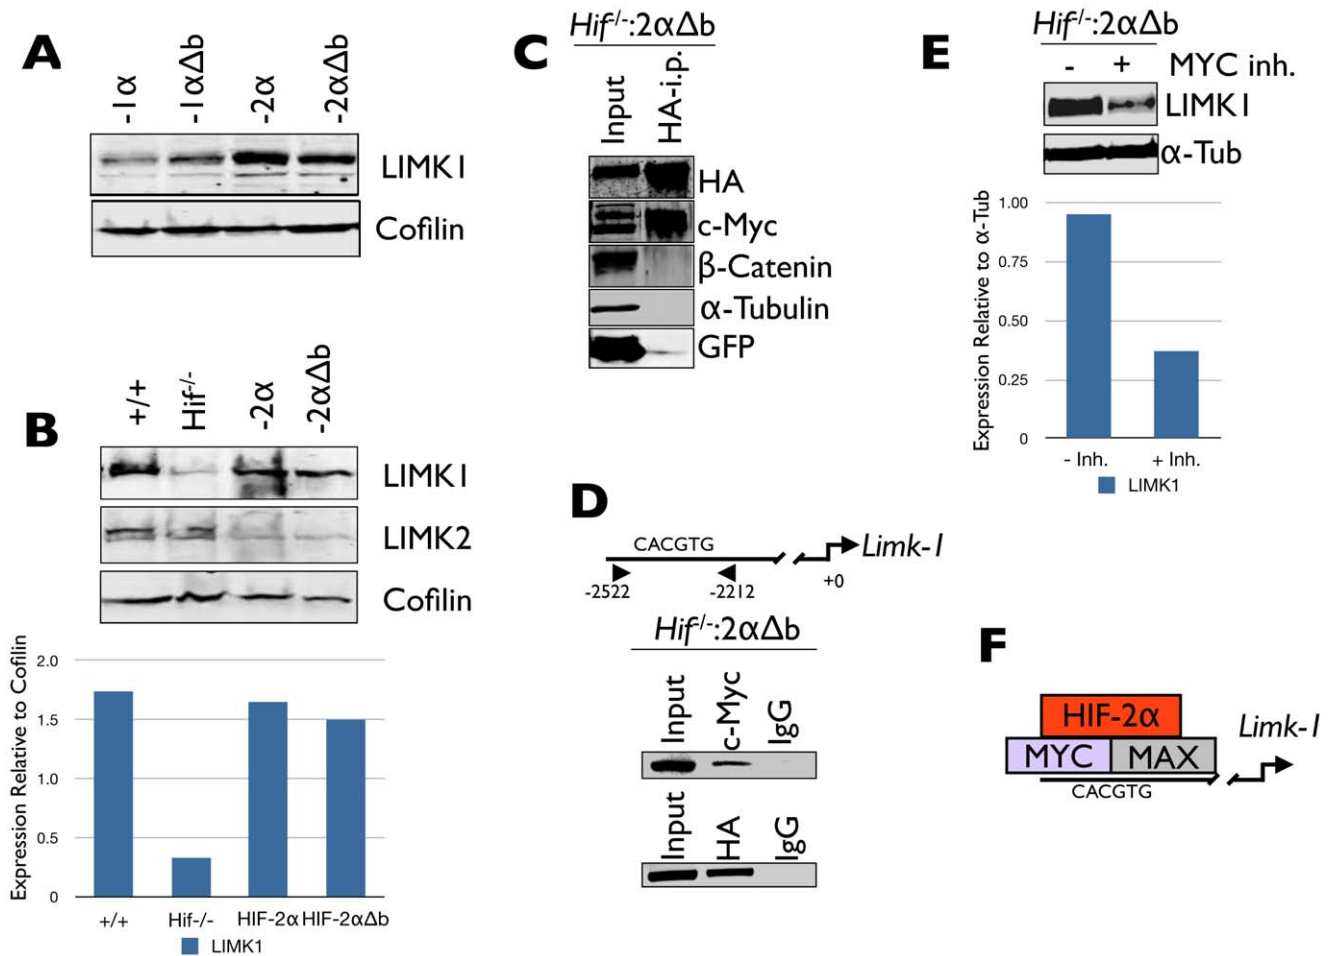 A
-1α
-1αΔb
-2α
-2αΔb
LIMK1
Cofilin
B
+/+
Hif-/-
-2α
-2αΔb
LIMK1
LIMK2
Cofilin
Expression Relative to Cofilin
2.0
1.5
1.0
0.5
0
+/+
Hif-/-
HIF-2α
HIF-2αΔb
LIMK1
C
Hif-/-:2αΔb
Input
HA-i.p.
HA
c-Myc
β-Catenin
α-Tubulin
GFP
D
CACGTG
Limk-1
-2522
-2212
+0
Hif-/-:2αΔb
Input
c-Myc
IgG
Input
HA
IgG
E
Hif-/-:2αΔb
- + MYC inh.
LIMK1
α-Tub
Expression Relative to α-Tub
1.00
0.75
0.50
0.25
0
- Inh.
+ Inh.
LIMK1
F
HIF-2α
MYC
MAX
Limk-1
CACGTG